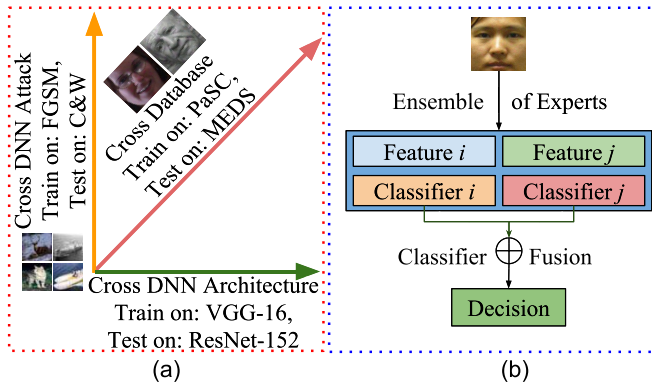 Cross DNN Attack
Train on: FGSM,
Test on: C&W
Cross Database
Train on: PaSC,
Test on: MEDS
Cross DNN Architecture
Train on: VGG-16,
Test on: ResNet-152
(a)
Ensemble of Experts
Feature i Feature j
Classifier i Classifier j
Classifier Fusion
Decision
(b)